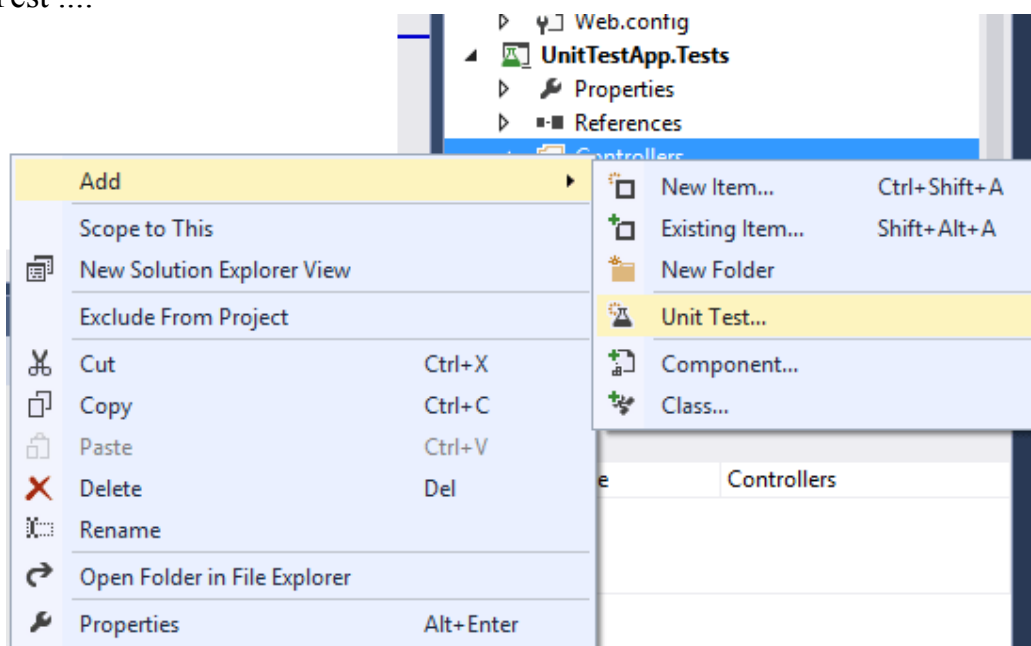 Test ....
Web.config
UnitTestApp.Tests
Properties
References
Controllers
Add
Scope to This
New Solution Explorer View
Exclude From Project
Cut Ctrl+X
Copy Ctrl+C
Paste Ctrl+V
Delete Del
Rename
Open Folder in File Explorer
Properties Alt+Enter
New Item... Ctrl+Shift+A
Existing Item... Shift+Alt+A
New Folder
Unit Test...
Component...
Class...
e Controllers